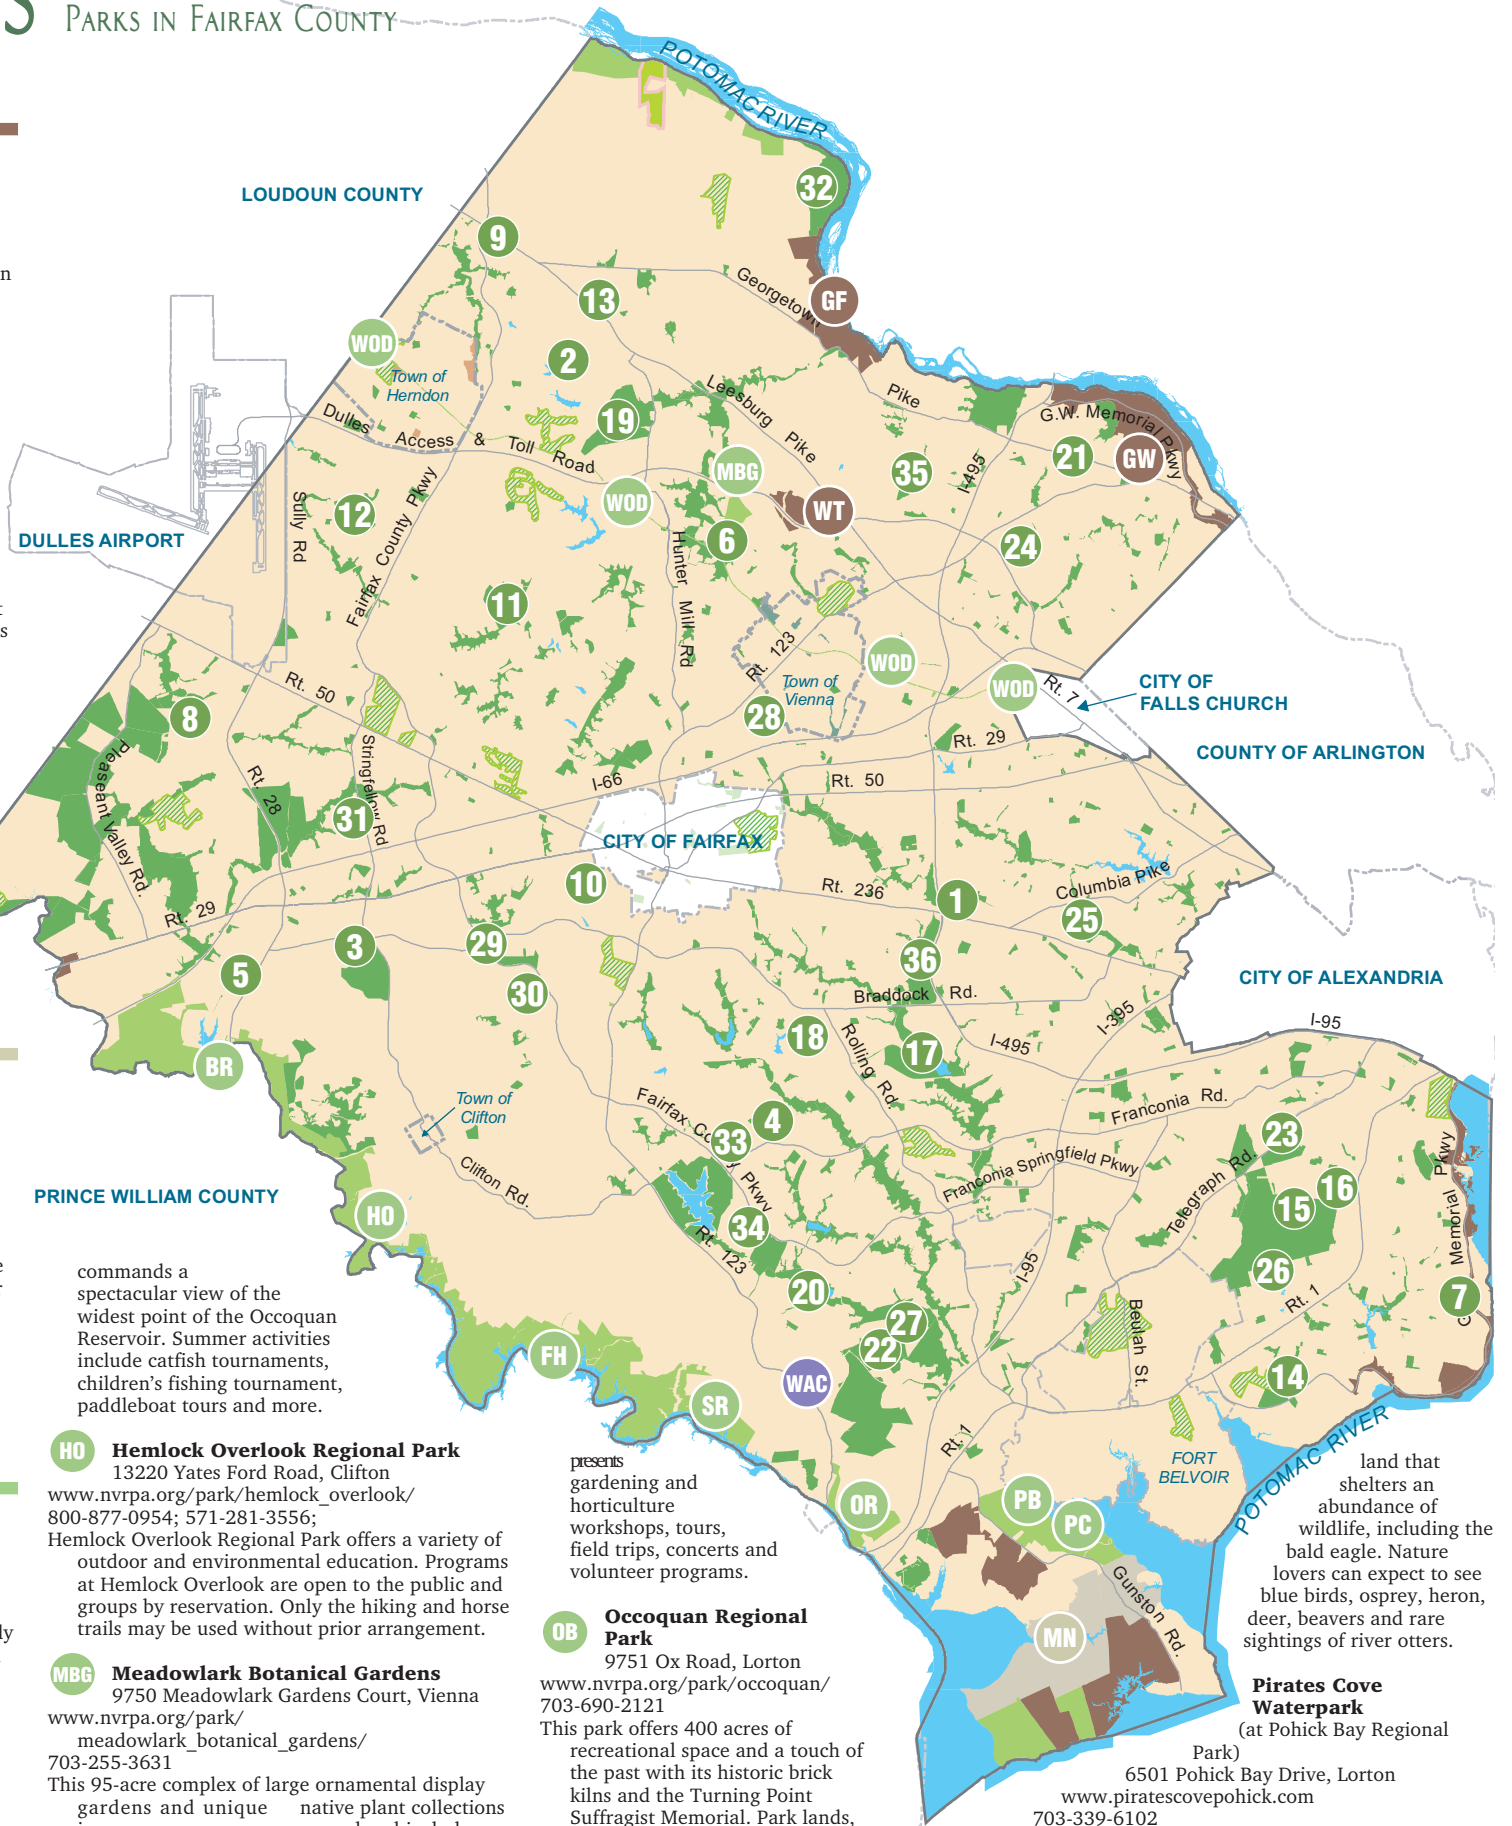 S PARKS IN FAIRFAX COUNTY
POTOMAC RIVER
LOUDOUN COUNTY
32
9
n
13
GF
Georgetown
Pike
WOD
2
Town of
Herndon
Leesburg
Pike
G.W. Memorial Pkwy
19
Dulles
Access & Toll Road
MBG
35
I-495
21
GW
WOD
WT
12
Sully Rd
Fairfax County Pkwy
DULLES AIRPORT
6
24
Hunter Mill Rd
11
t
s
Rt. 123
WOD
Town of
Vienna
WOD
Rt. 7
CITY OF
FALLS CHURCH
Rt. 50
8
28
Rt. 29
COUNTY OF ARLINGTON
Pleaseant Valley Rd.
Rt. 28
Stringfellow Rd
I-66
Rt. 50
31
CITY OF FAIRFAX
10
Rt. 236
1
Columbia Pike
25
Rt. 29
3
29
36
5
30
Braddock Rd.
CITY OF ALEXANDRIA
I-395
I-95
18
Rolling Rd.
17
I-495
BR
Town of
Clifton
Fairfax Co y Pkwy
4
33
Franconia Rd.
23
Franconia Springfield Pkwy
Telegraph Rd.
Clifton Rd.
PRINCE WILLIAM COUNTY
HO
16
15
34
Rt. 123
26
Memorial Pkwy
7
20
I-95
Rt. 1
27
22
Beulah St.
FH
WAC
14
SR
Rt. 1
FORT
BELVOIR
POTOMAC RIVER
OR
PB
PC
Gunston Rd.
MN
e
commands a
spectacular view of the
widest point of the Occoquan
Reservoir. Summer activities
include catfish tournaments,
children's fishing tournament,
paddleboat tours and more.
HO Hemlock Overlook Regional Park
13220 Yates Ford Road, Clifton
www.nvrpa.org/park/hemlock_overlook/
800-877-0954; 571-281-3556;
Hemlock Overlook Regional Park offers a variety of
outdoor and environmental education. Programs
at Hemlock Overlook are open to the public and
groups by reservation. Only the hiking and horse
trails may be used without prior arrangement.
ly
MBG Meadowlark Botanical Gardens
9750 Meadowlark Gardens Court, Vienna
www.nvrpa.org/park/
meadowlark_botanical_gardens/
703-255-3631
This 95-acre complex of large ornamental display
gardens and unique native plant collections
presents
gardening and
horticulture
workshops, tours,
field trips, concerts and
volunteer programs.
OB Occoquan Regional
Park
9751 Ox Road, Lorton
www.nvrpa.org/park/occoquan/
703-690-2121
This park offers 400 acres of
recreational space and a touch of
the past with its historic brick
kilns and the Turning Point
Suffragist Memorial. Park lands,
land that
shelters an
abundance of
wildlife, including the
bald eagle. Nature
lovers can expect to see
blue birds, osprey, heron,
deer, beavers and rare
sightings of river otters.
Pirates Cove
Waterpark
(at Pohick Bay Regional
Park)
6501 Pohick Bay Drive, Lorton
www.piratescovepohick.com
703-339-6102